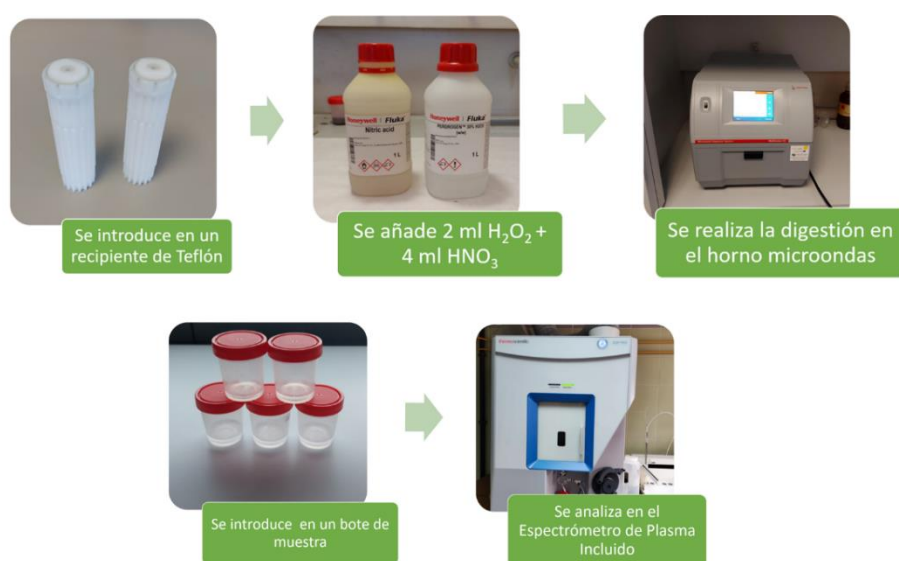 Se introduce en un
recipiente de Teflón
Honeywell | Fluka
Nitric acid
1 L
Honeywell | Fluka
1 L
Se añade 2 ml H₂O₂ +
4 ml HNO₃
Se realiza la digestión en
el horno microondas
Se introduce en un bote de
muestra
Se analiza en el
Espectrómetro de Plasma
Incluido